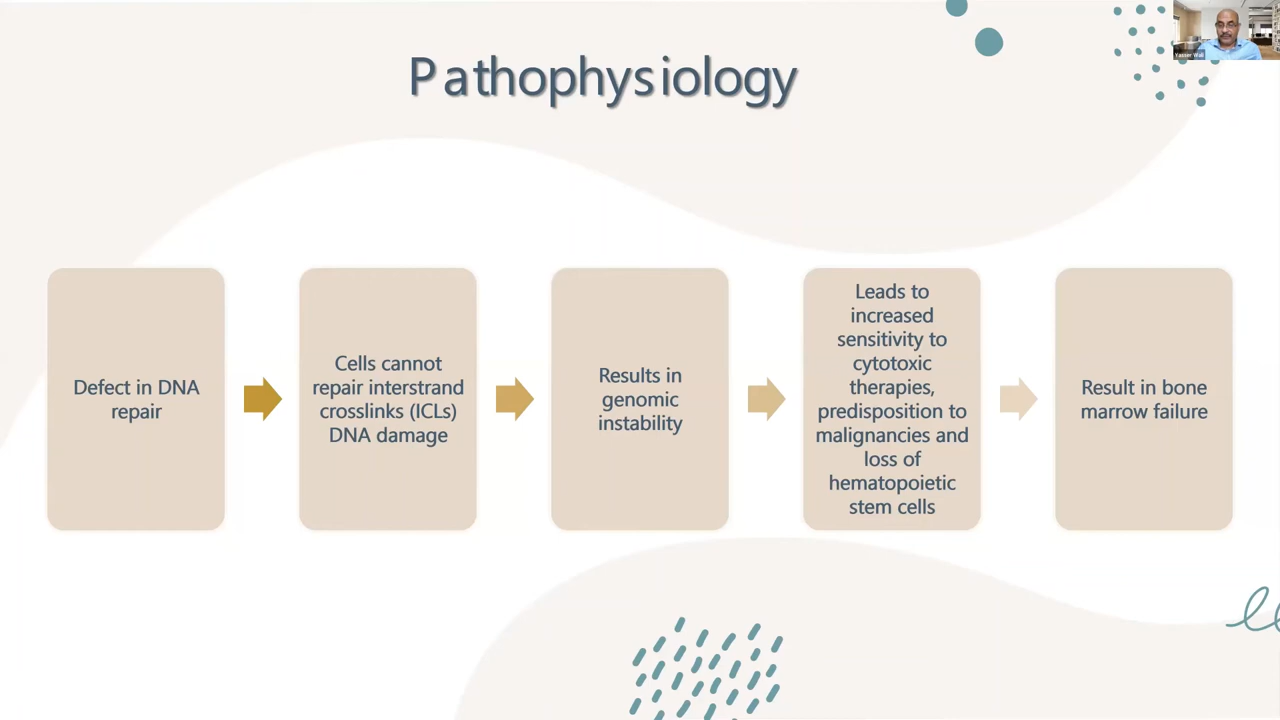 Pathophysiology
Yasser Wali
Defect in DNA
repair
Cells cannot
repair interstrand
crosslinks (ICLs)
DNA damage
Results in
genomic
instability
Leads to
increased
sensitivity to
cytotoxic
therapies,
predisposition to
malignancies and
loss of
hematopoietic
stem cells
Result in bone
marrow failure